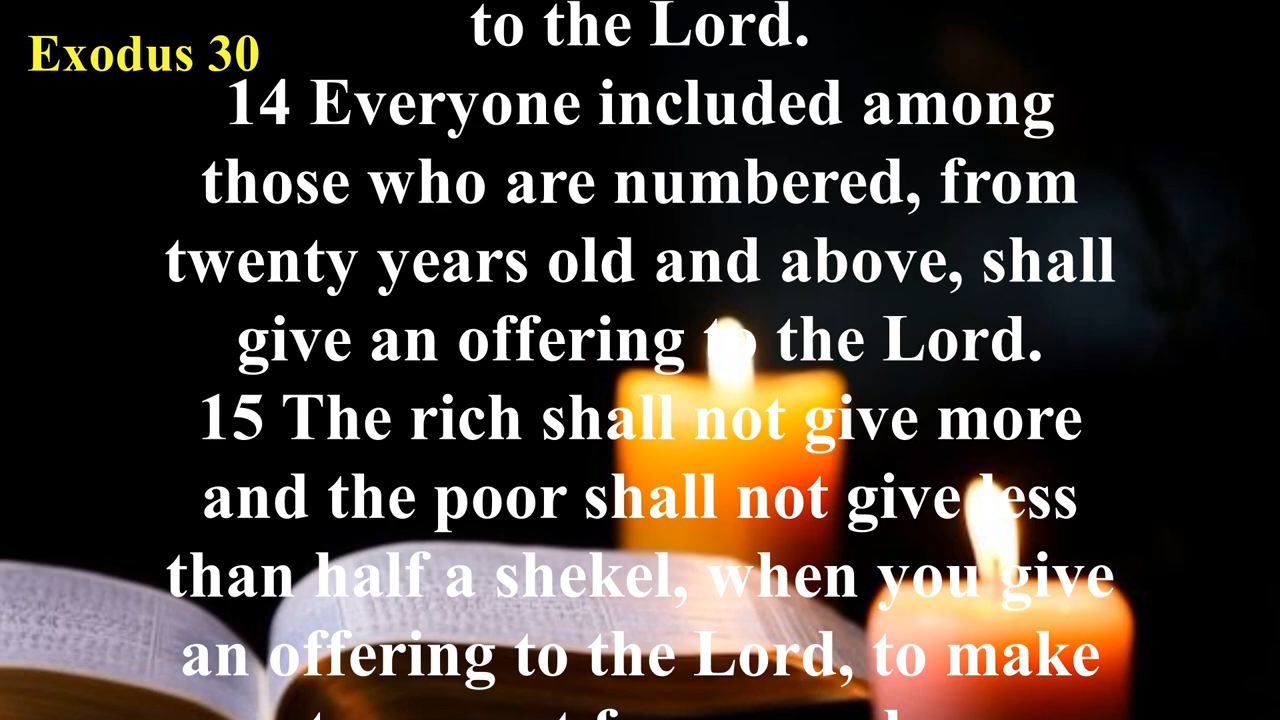 to the Lord.
Exodus 30
14 Everyone included among
those who are numbered, from
twenty years old and above, shall
give an offering to the Lord.
15 The rich shall not give more
and the poor shall not give less
than half a shekel, when you give
an offering to the Lord, to make